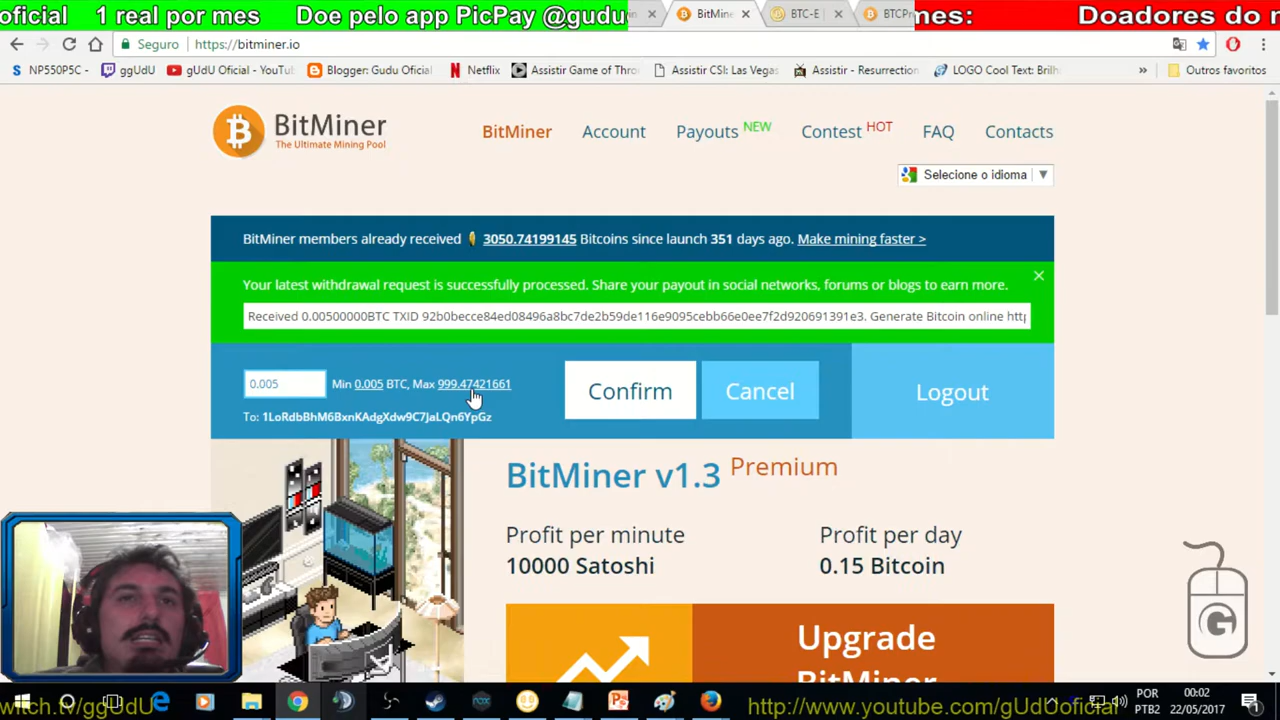 oficial 1 real por mes Doe pelo app PicPay @gudu
BitMine BTC-E BTCPr
mes: Doadores do
Seguro https://bitminer.io
NP550P5C - ggUdU gUdU Oficial - YouTu Blogger: Gudu Oficial Netflix Assistir Game of Thro Assistir CSI: Las Vegas Assistir - Resurrection LOGO Cool Text: Brilh » Outros favoritos
BitMiner
The Ultimate Mining Pool
BitMiner Account Payouts NEW Contest HOT FAQ Contacts
Selecione o idioma ▼
BitMiner members already received 3050.74199145 Bitcoins since launch 351 days ago. Make mining faster >
Your latest withdrawal request is successfully processed. Share your payout in social networks, forums or blogs to earn more.
Received 0.00500000BTC TXID 92b0becce84ed08496a8bc7de2b59de116e9095cebb66e0ee7f2d920691391e3. Generate Bitcoin online http
0.005 Min 0.005 BTC, Max 999.47421661
To: 1LoRdbBhM6BxnKAdgXdw9C7JaLQn6YpGz
Confirm Cancel Logout
BitMiner v1.3 Premium
Profit per minute Profit per day
10000 Satoshi 0.15 Bitcoin
Upgrade
BitMiner
witch.tv/ggUdU
http://www.youtube.com/gUdUoficial
POR
PTB2
00:02
22/05/2017